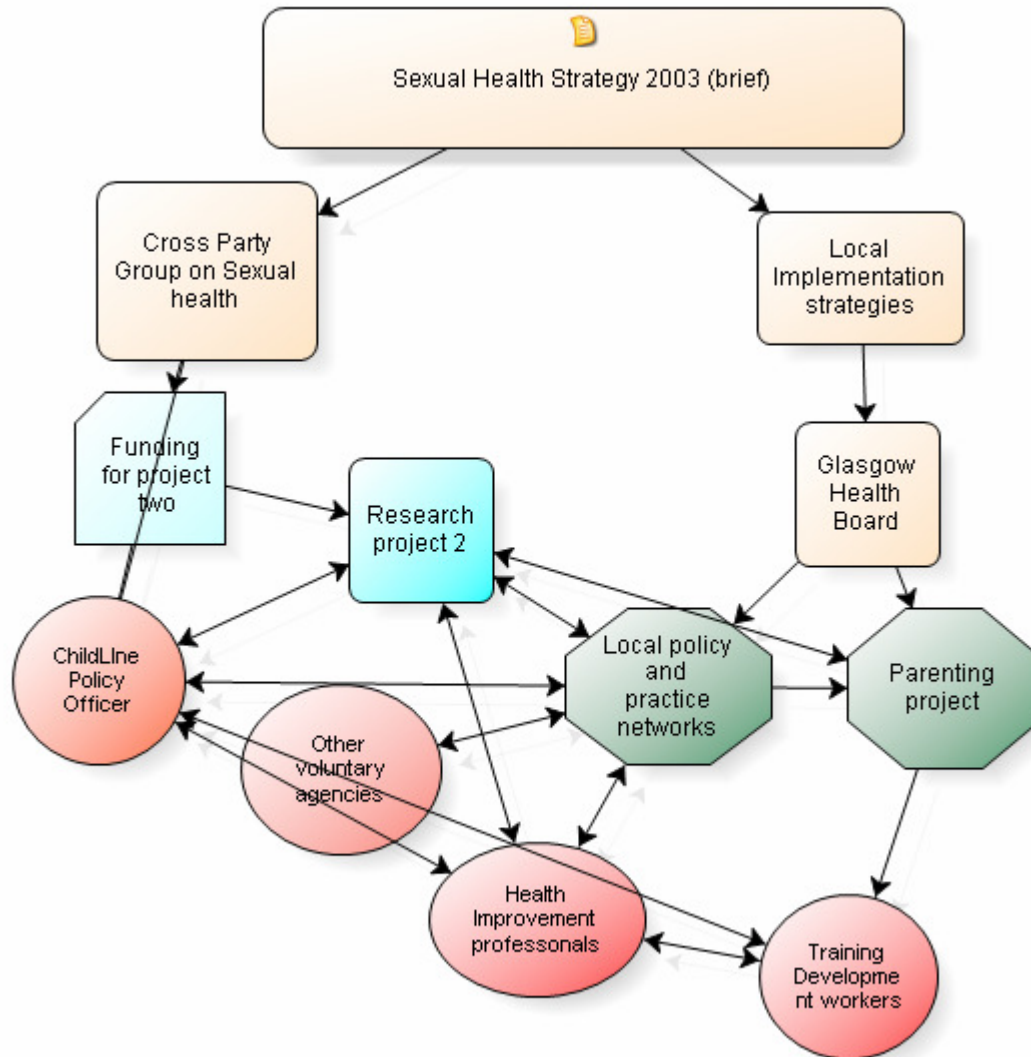 Sexual Health Strategy 2003 (brief)
Cross Party
Group on Sexual
health
Local
Implementation
strategies
Funding
for project
two
Research
project 2
Glasgow
Health
Board
ChildLIne
Policy
Officer
Other
voluntary
agencies
Local policy
and
practice
networks
Parenting
project
Health
Improvement
professonals
Training
Developme
nt workers